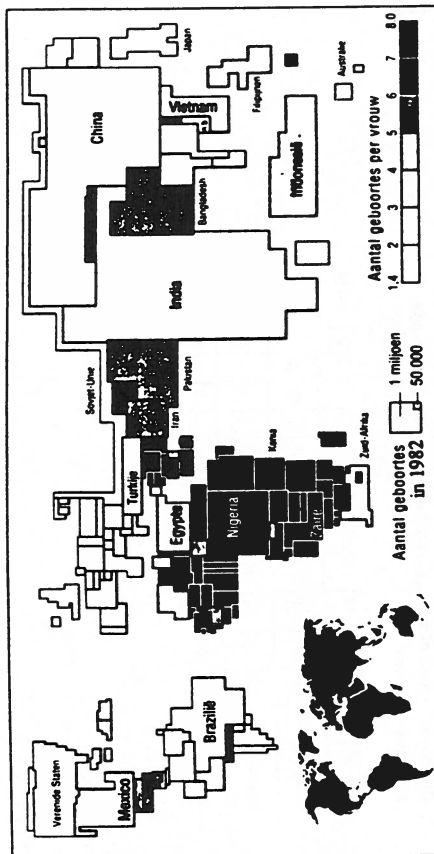 Verenigde Staten
Mexico
Brazilië
Sovjet-Unie
Turkije
Egypte
Nigeria
Zaïre
Kenia
Zuid-Afrika
Iran
Pakistan
India
China
Bangladesh
Vietnam
Japan
Filippijnen
Indonesië
Australië
Aantal geboortes
in 1982
1 miljoen
50 000
Aantal geboortes per vrouw
1,4 2 3 4 5 6 7 8.0